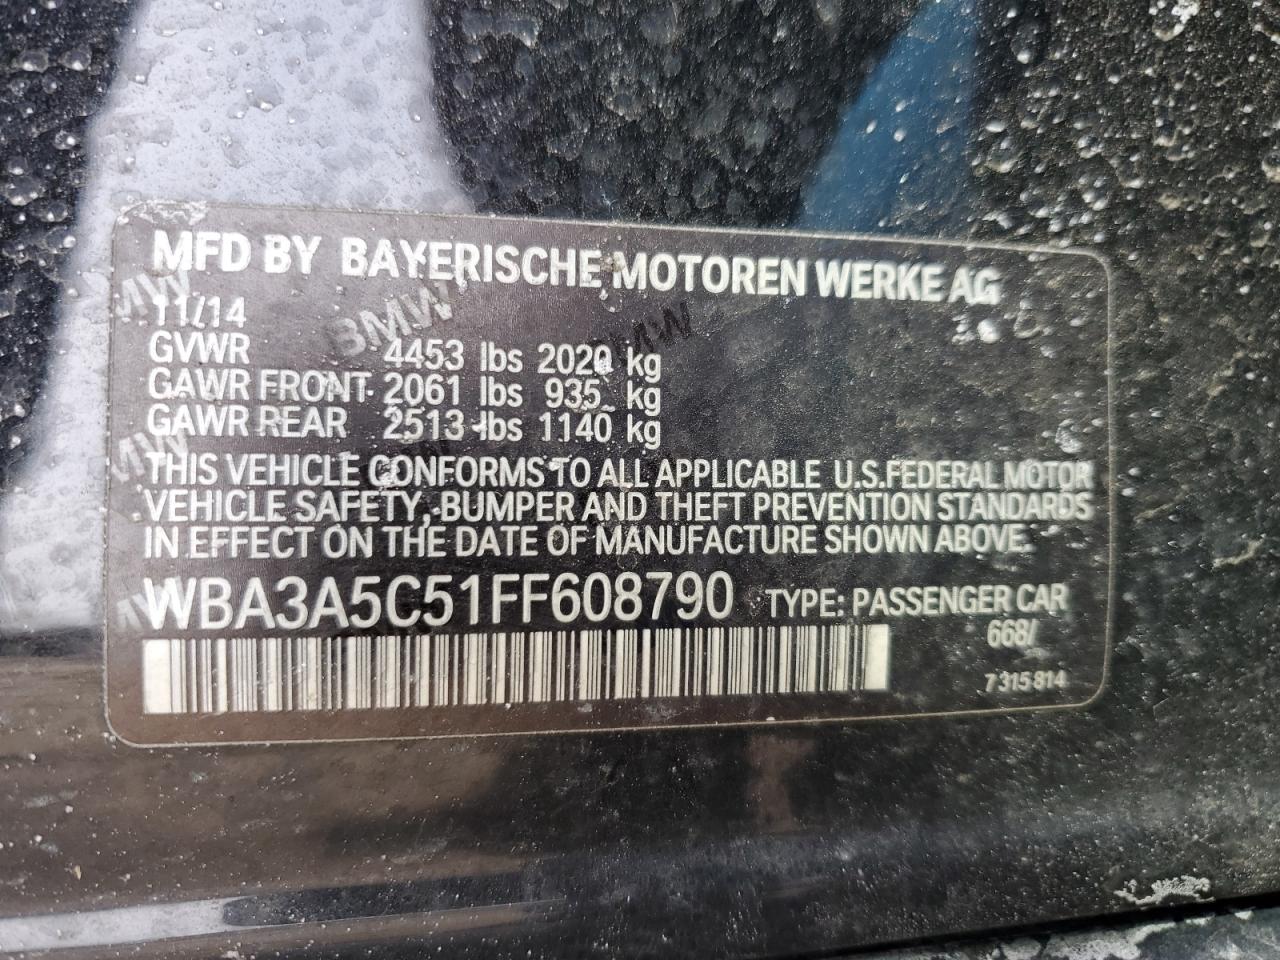 MFD BY BAYERISCHE MOTOREN WERKE AG
11/14
GVWR 4453 lbs 2020 kg
GAWR FRONT 2061 lbs 935 kg
GAWR REAR 2513 lbs 1140 kg
THIS VEHICLE CONFORMS TO ALL APPLICABLE U.S. FEDERAL MOTOR
VEHICLE SAFETY, BUMPER AND THEFT PREVENTION STANDARDS
IN EFFECT ON THE DATE OF MANUFACTURE SHOWN ABOVE.
WBA3A5C51FF608790 TYPE: PASSENGER CAR
668/
7 315 814
BMW
BMW